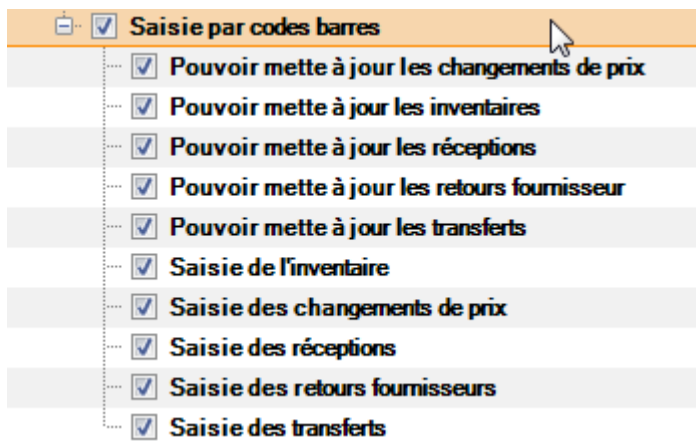 Saisie par codes barres
Pouvoir mette à jour les changements de prix
Pouvoir mette à jour les inventaires
Pouvoir mette à jour les réceptions
Pouvoir mette à jour les retours fournisseur
Pouvoir mette à jour les transferts
Saisie de l'inventaire
Saisie des changements de prix
Saisie des réceptions
Saisie des retours fournisseurs
Saisie des transferts